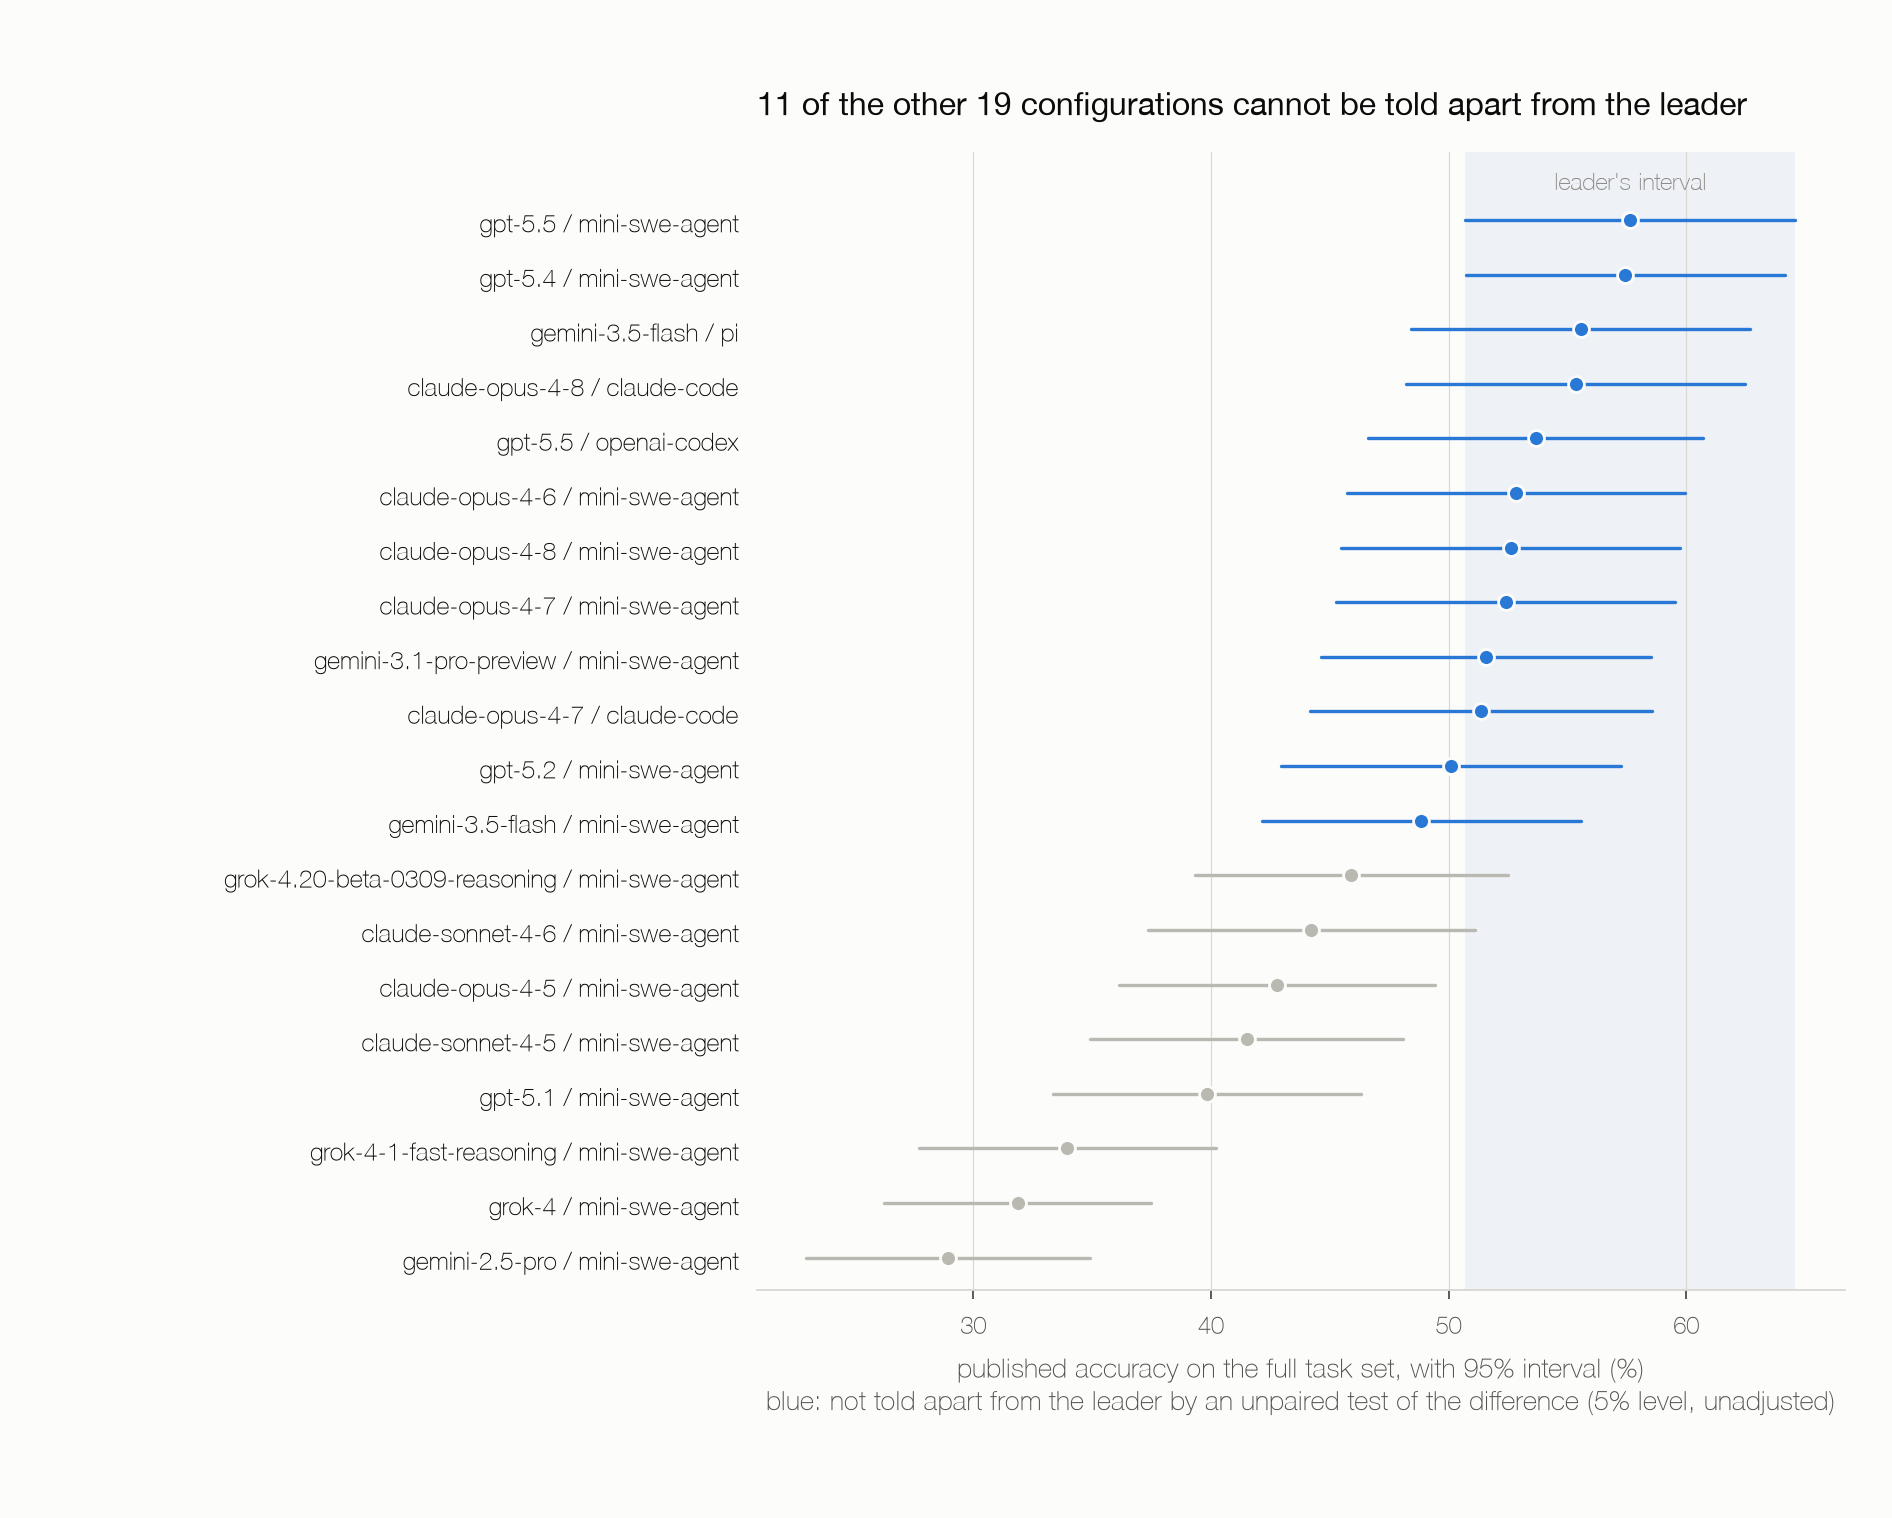 11 of the other 19 configurations cannot be told apart from the leader
leader's interval
gpt-5.5 / mini-swe-agent
gpt-5.4 / mini-swe-agent
gemini-3.5-flash / pi
claude-opus-4-8 / claude-code
gpt-5.5 / openai-codex
claude-opus-4-6 / mini-swe-agent
claude-opus-4-8 / mini-swe-agent
claude-opus-4-7 / mini-swe-agent
gemini-3.1-pro-preview / mini-swe-agent
claude-opus-4-7 / claude-code
gpt-5.2 / mini-swe-agent
gemini-3.5-flash / mini-swe-agent
grok-4.20-beta-0309-reasoning / mini-swe-agent
claude-sonnet-4-6 / mini-swe-agent
claude-opus-4-5 / mini-swe-agent
claude-sonnet-4-5 / mini-swe-agent
gpt-5.1 / mini-swe-agent
grok-4-1-fast-reasoning / mini-swe-agent
grok-4 / mini-swe-agent
gemini-2.5-pro / mini-swe-agent
30 40 50 60
published accuracy on the full task set, with 95% interval (%)
blue: not told apart from the leader by an unpaired test of the difference (5% level, unadjusted)